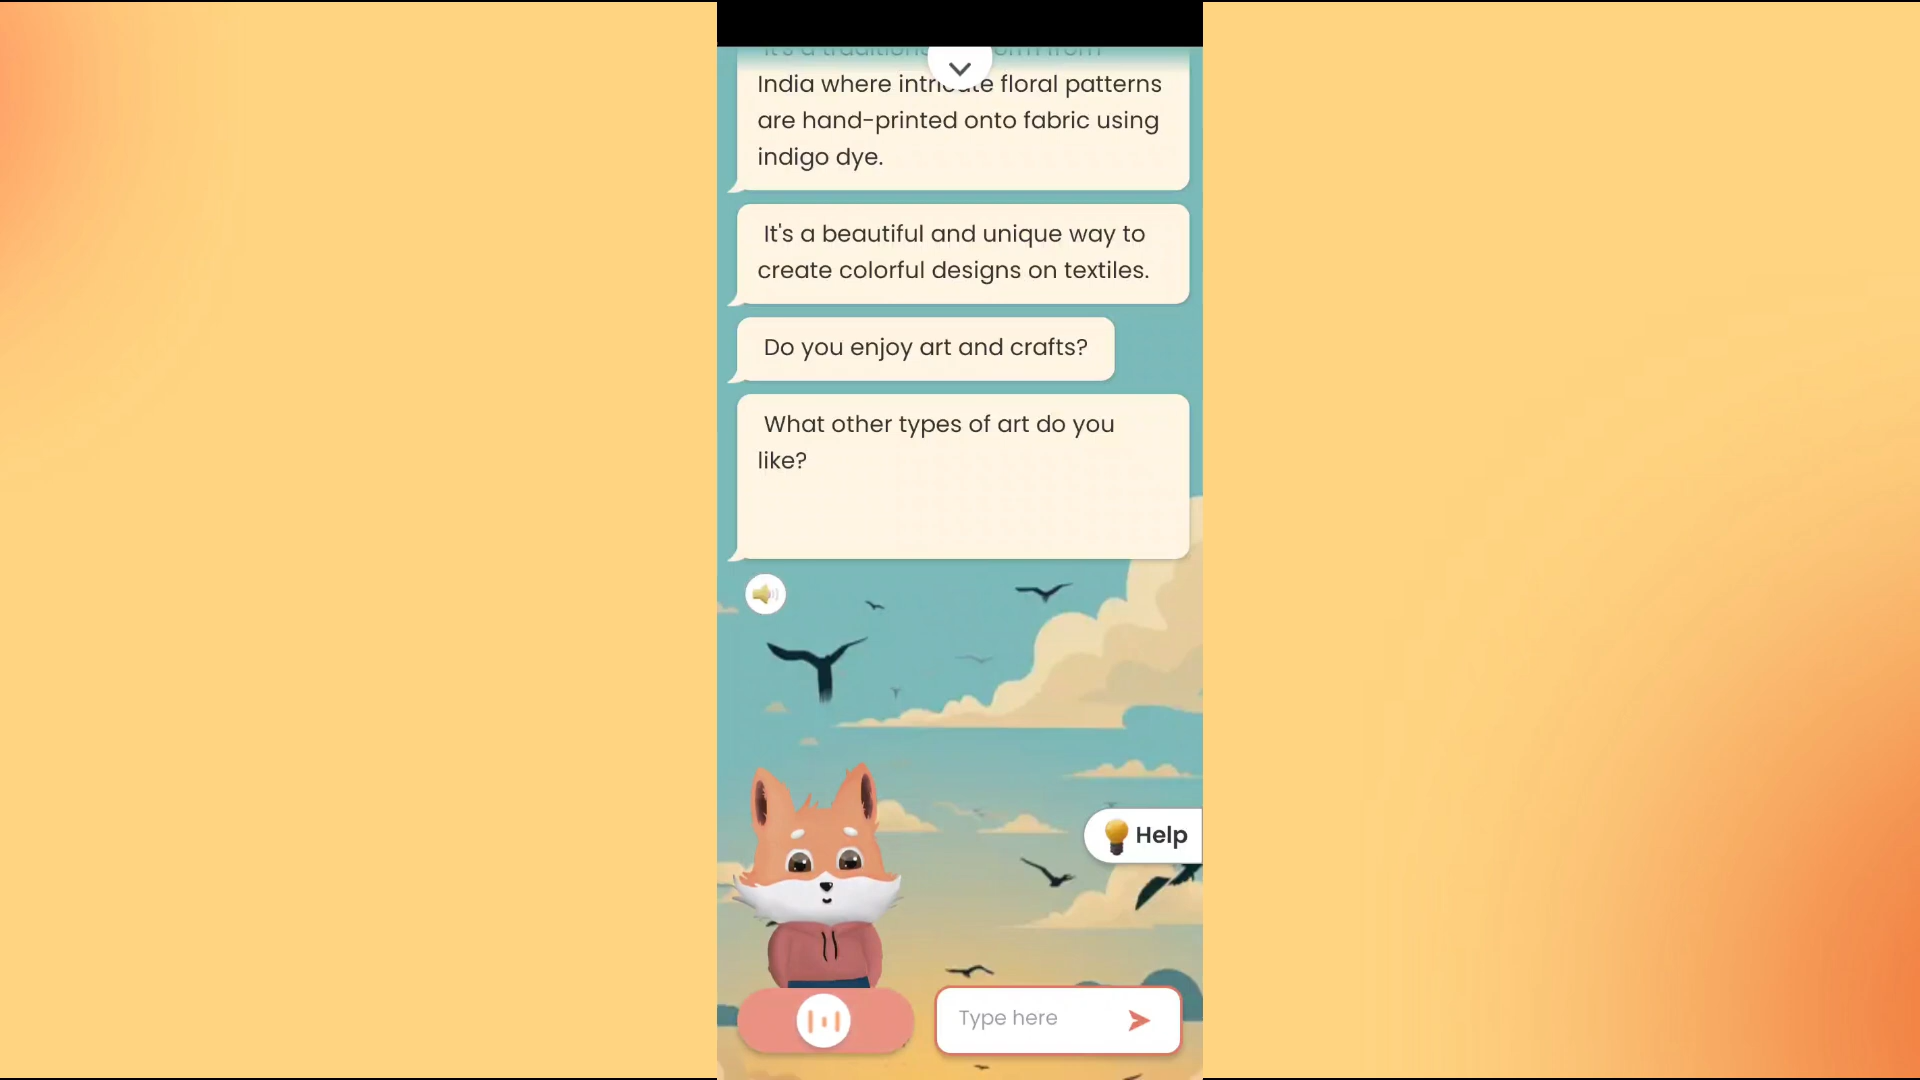 India where intricate floral patterns
are hand-printed onto fabric using
indigo dye.
It's a beautiful and unique way to
create colorful designs on textiles.
Do you enjoy art and crafts?
What other types of art do you
like?
Help
Type here